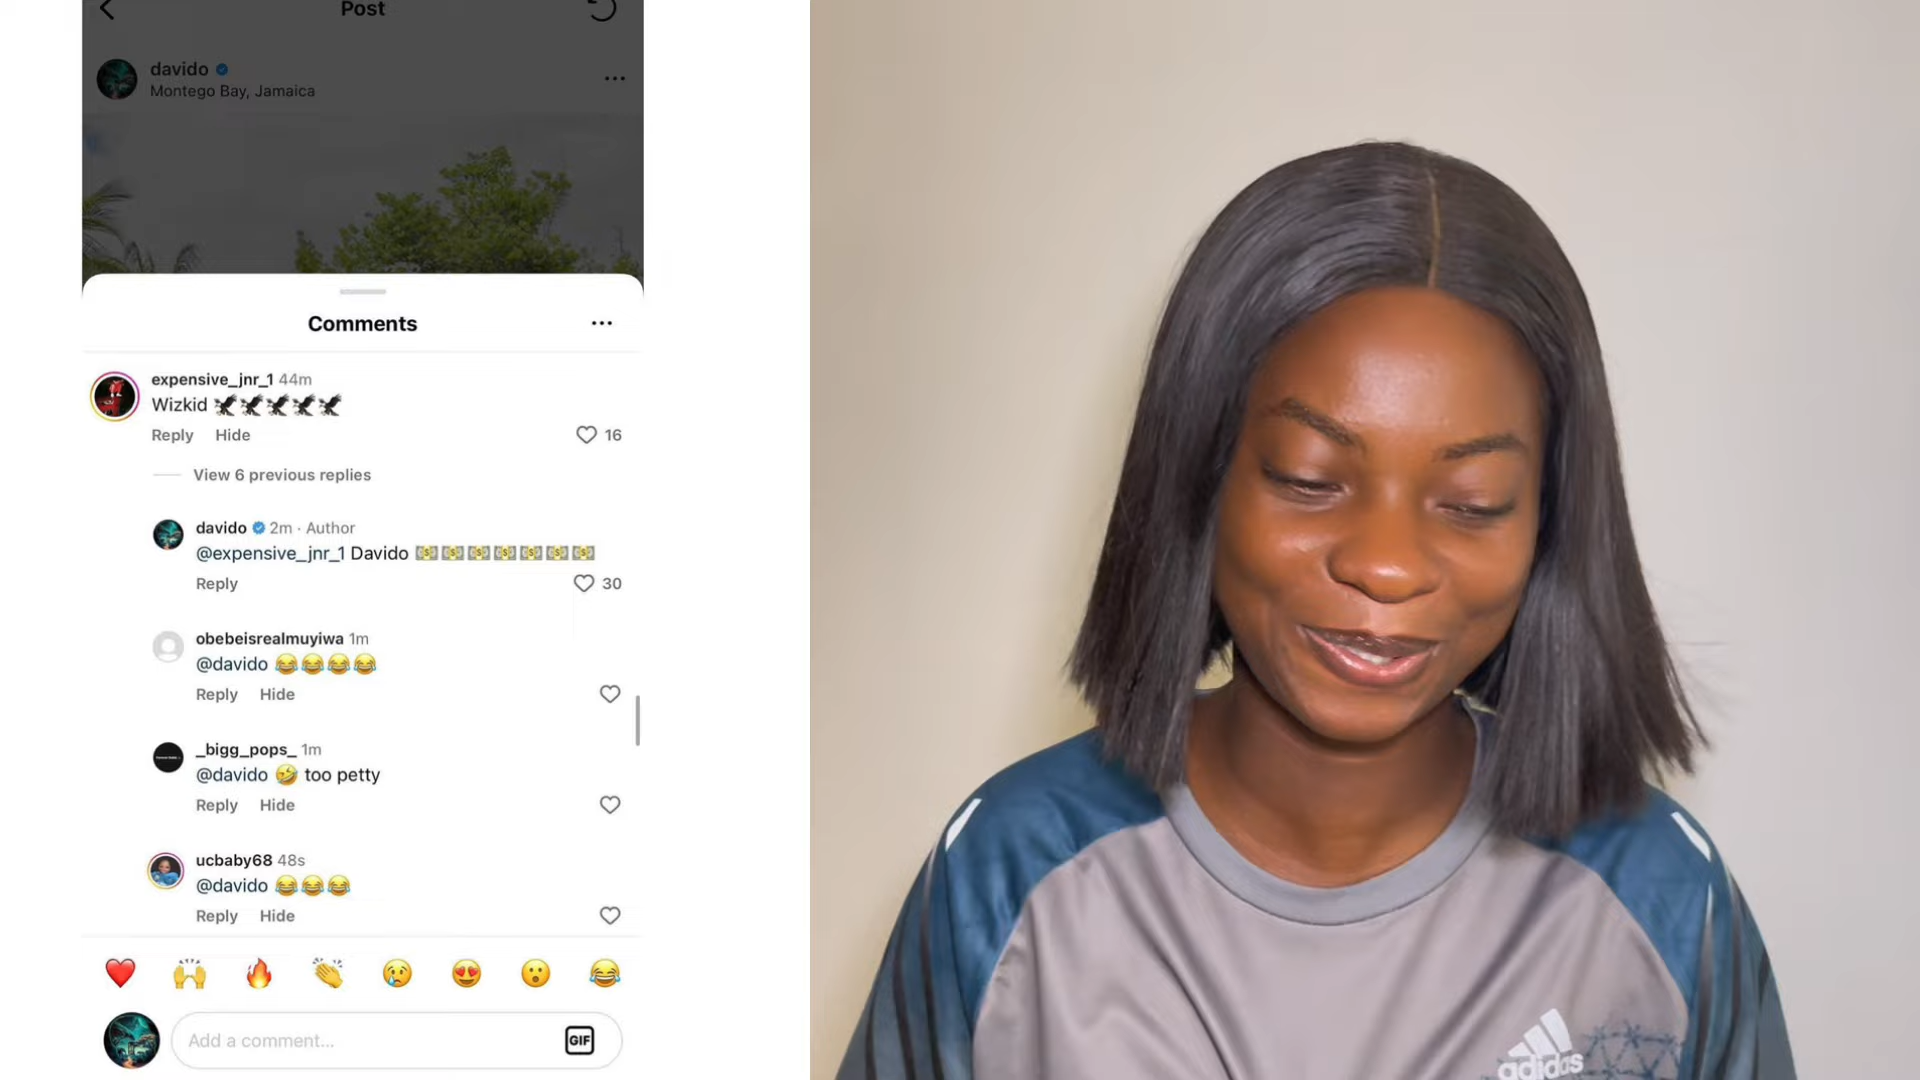 Post
davido
Montego Bay, Jamaica
Comments
expensive_jnr_1 44m
Wizkid 🦅🦅🦅🦅🦅
Reply Hide 16
View 6 previous replies
davido 2m · Author
@expensive_jnr_1 Davido 💵💵💵💵💵💵💵
Reply 30
obebeisrealmuyiwa 1m
@davido 😂😂😂😂
Reply Hide
_bigg_pops_ 1m
@davido 🤣 too petty
Reply Hide
ucbaby68 48s
@davido 😂😂😂
Reply Hide
❤️🙌🔥👏😢😍😮😂
Add a comment...
GIF
adidas